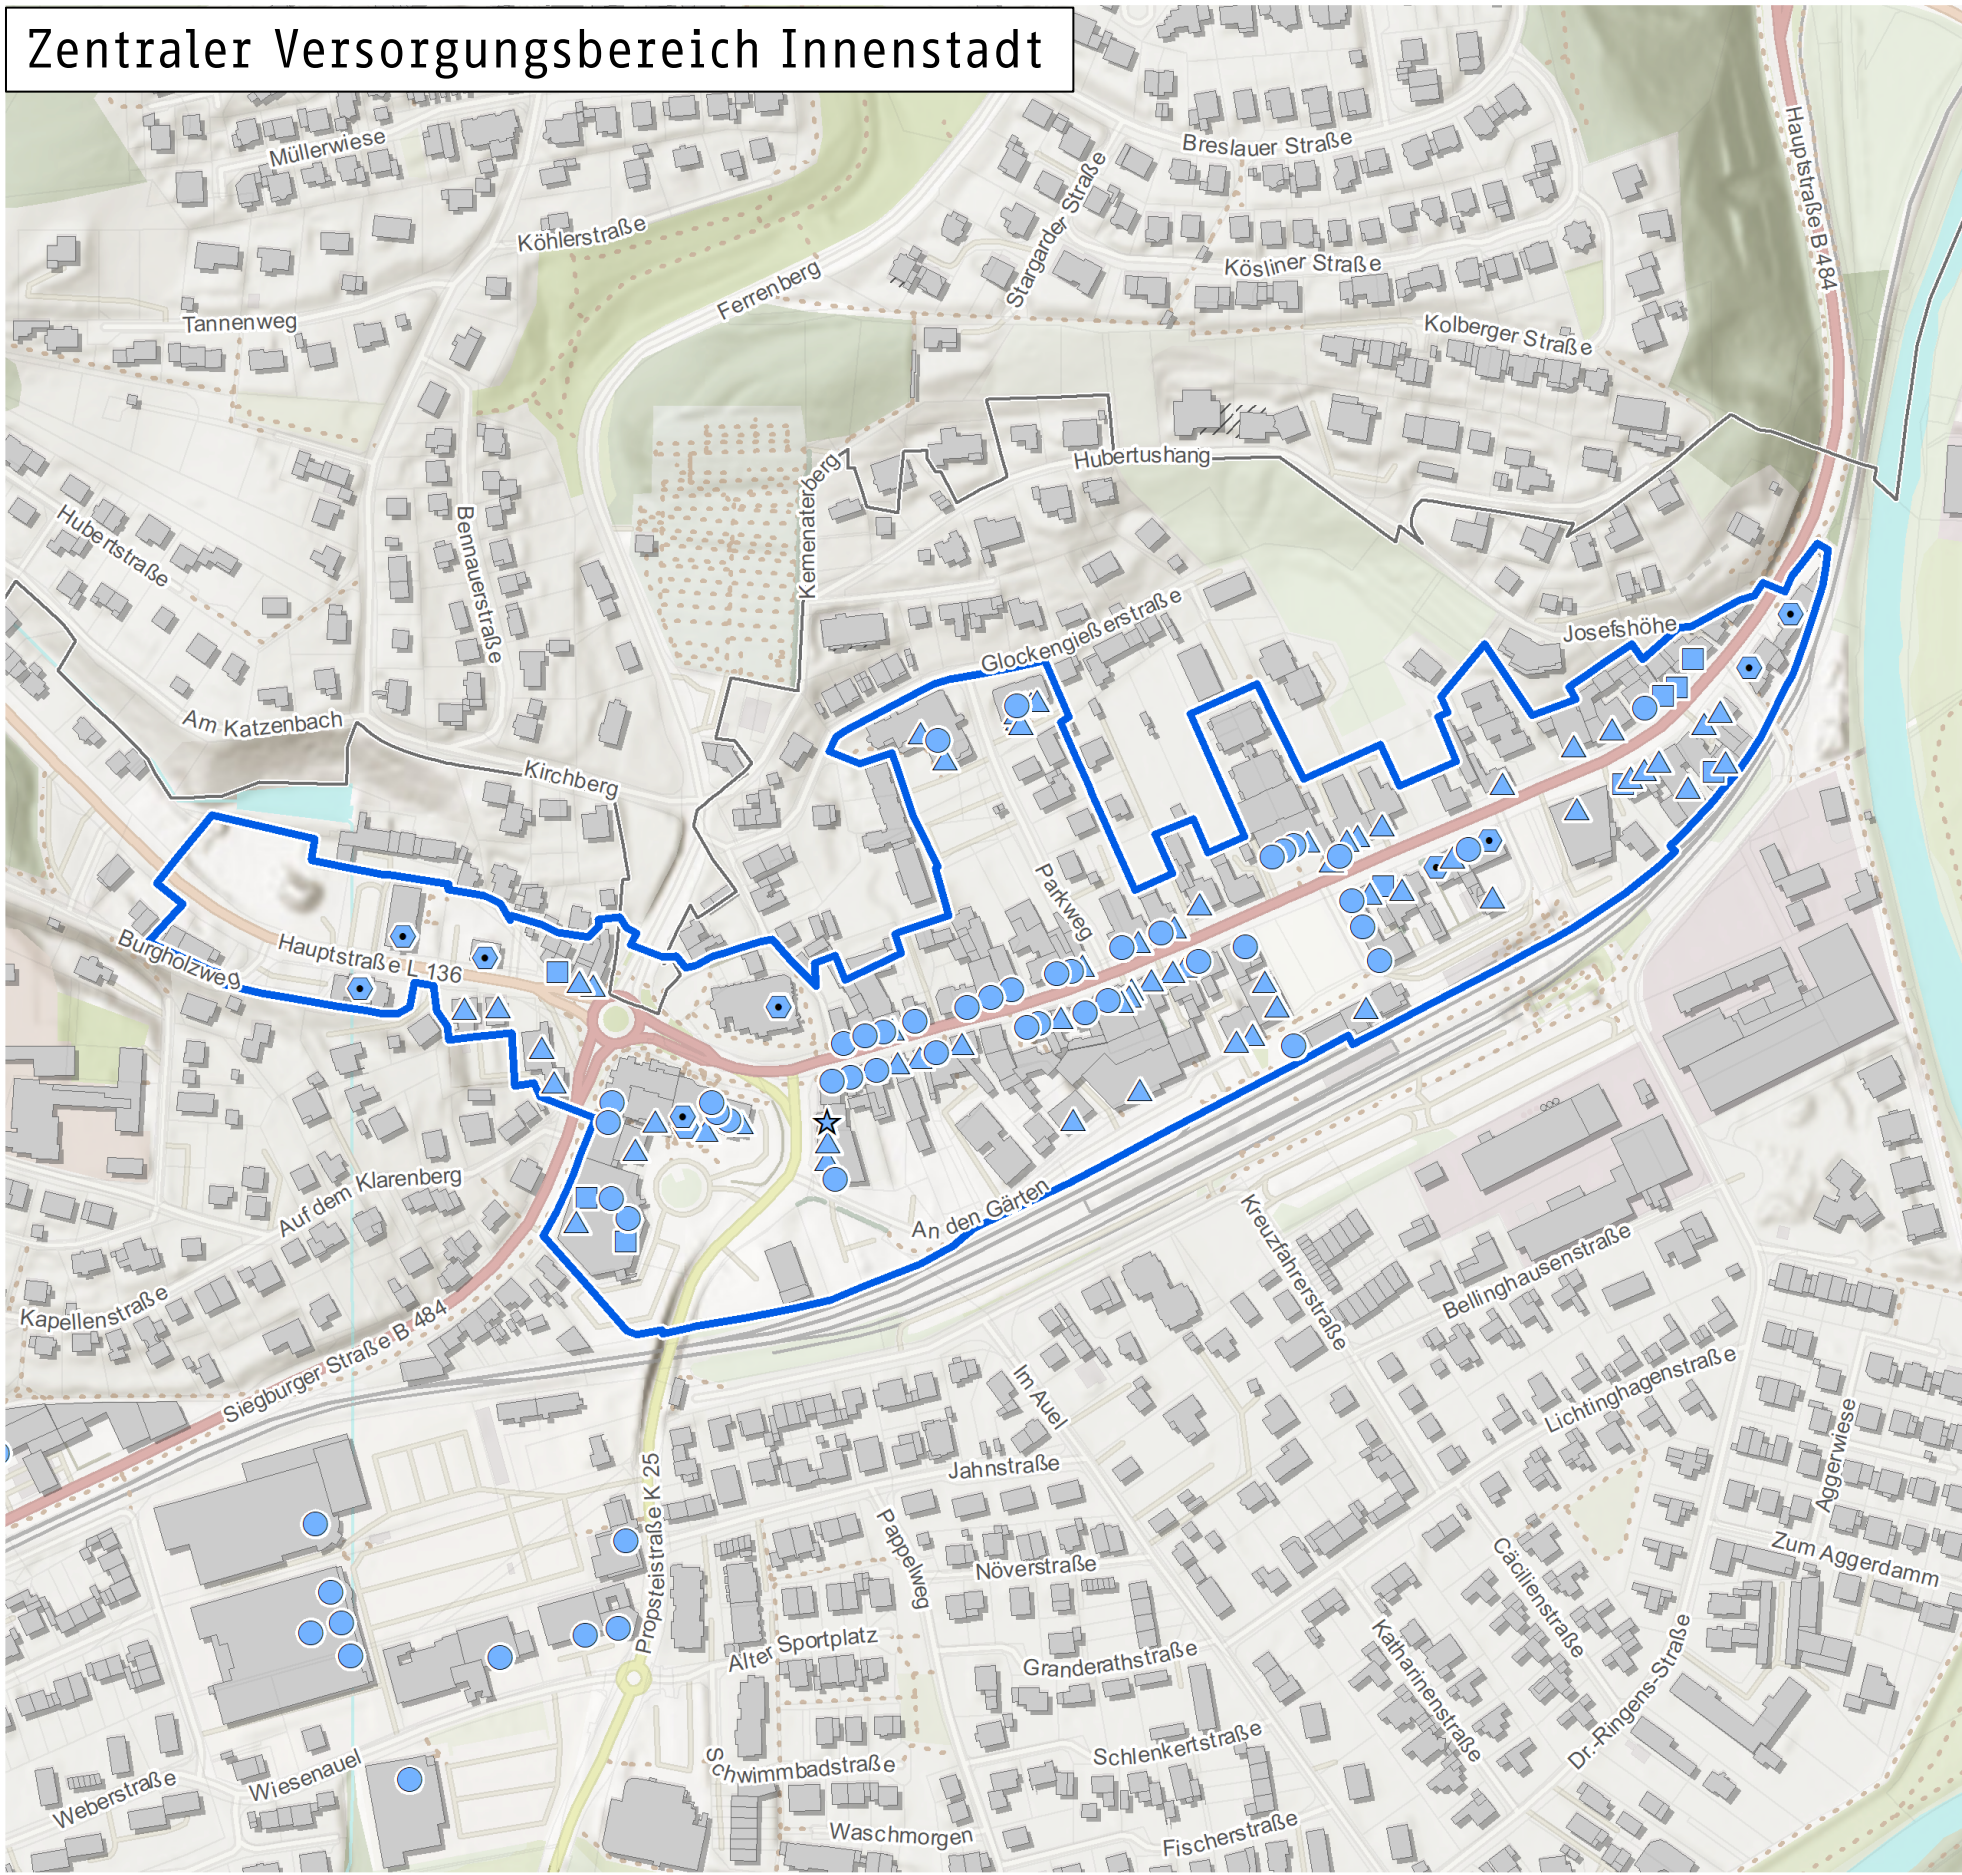 Zentraler Versorgungsbereich Innenstadt
Müllerwiese
Breslauer Straße
Hauptstraße B 484
Stargarder Straße
Köhlerstraße
Kösliner Straße
Ferrenberg
Tannenweg
Kolberger Straße
Hubertushang
Kemenaterberg
Hubertstraße
Bennauerstraße
Glockengießerstraße
Josefshöhe
Am Katzenbach
Kirchberg
Parkweg
Burgholzweg
Hauptstraße L 136
Auf dem Klarenberg
An den Gärten
Kreuzfahrerstraße
Bellinghausenstraße
Kapellenstraße
Siegburger Straße B 484
Im Auel
Lichtinghagenstraße
Aggerwiese
Jahnstraße
Propsteistraße K 25
Pappelweg
Növerstraße
Cäcilienstraße
Zum Aggerdamm
Alter Sportplatz
Granderathstraße
Katharinenstraße
Dr.-Ringens-Straße
Schlenkertstraße
Schwimmbadstraße
Wiesenauel
Weberstraße
Waschmorgen
Fischerstraße